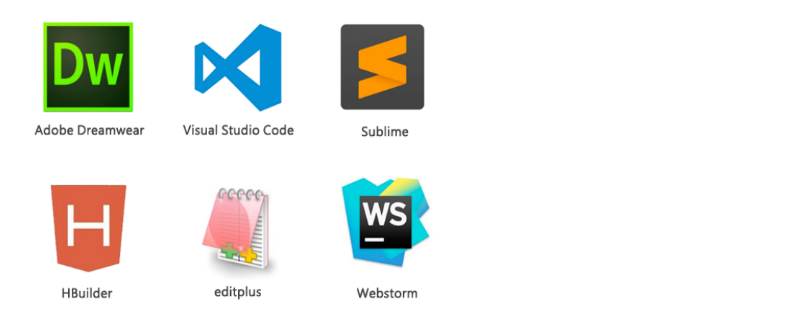 Dw
Adobe Dreamwear
Visual Studio Code
Sublime
H
HBuilder
editplus
WS
Webstorm